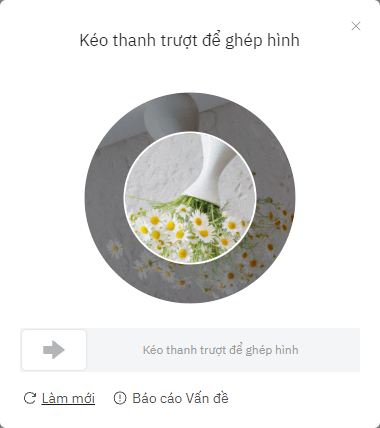 Kéo thanh trượt để ghép hình
Kéo thanh trượt để ghép hình
Làm mới
Báo cáo Vấn đề